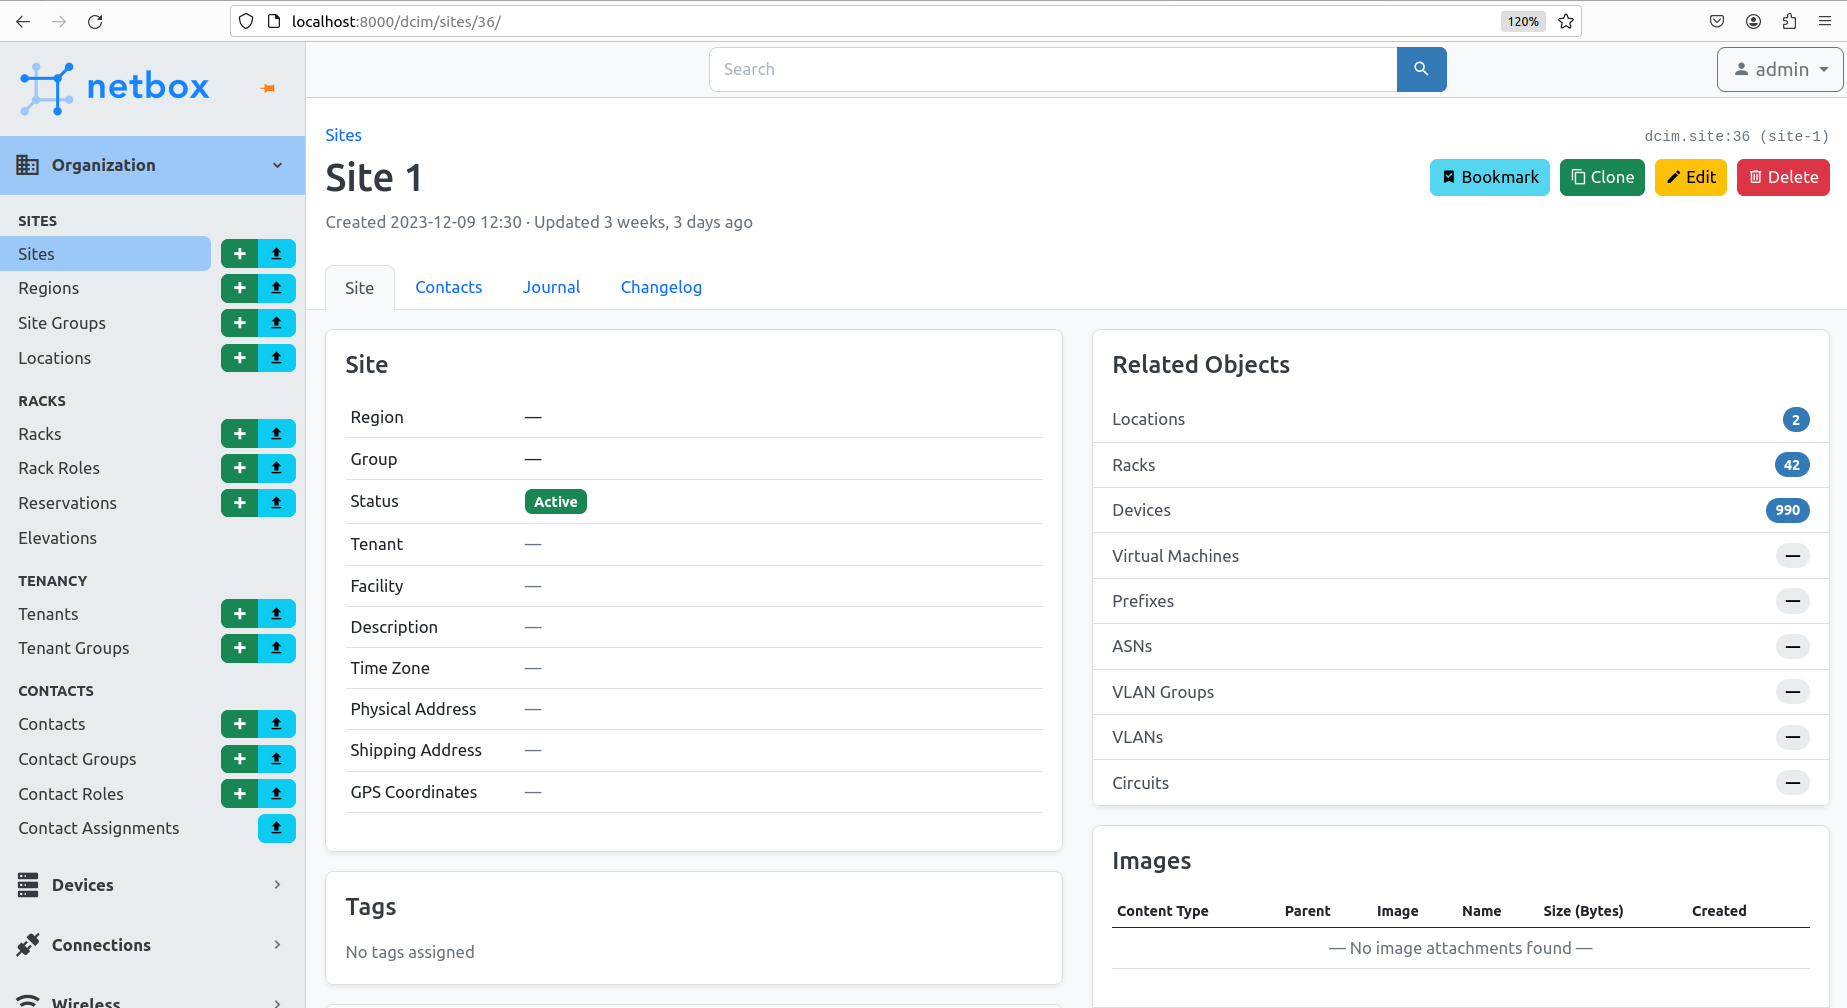 localhost:8000/dcim/sites/36/
120%
netbox
Search
admin
Organization
SITES
Sites
Regions
Site Groups
Locations
RACKS
Racks
Rack Roles
Reservations
Elevations
TENANCY
Tenants
Tenant Groups
CONTACTS
Contacts
Contact Groups
Contact Roles
Contact Assignments
Devices
Connections
Wireless
Sites
dcim.site:36 (site-1)
Site 1
Bookmark
Clone
Edit
Delete
Created 2023-12-09 12:30 · Updated 3 weeks, 3 days ago
Site
Contacts
Journal
Changelog
Site
Region —
Group —
Status Active
Tenant —
Facility —
Description —
Time Zone —
Physical Address —
Shipping Address —
GPS Coordinates —
Tags
No tags assigned
Related Objects
Locations 2
Racks 42
Devices 990
Virtual Machines —
Prefixes —
ASNs —
VLAN Groups —
VLANs —
Circuits —
Images
Content Type Parent Image Name Size (Bytes) Created
— No image attachments found —